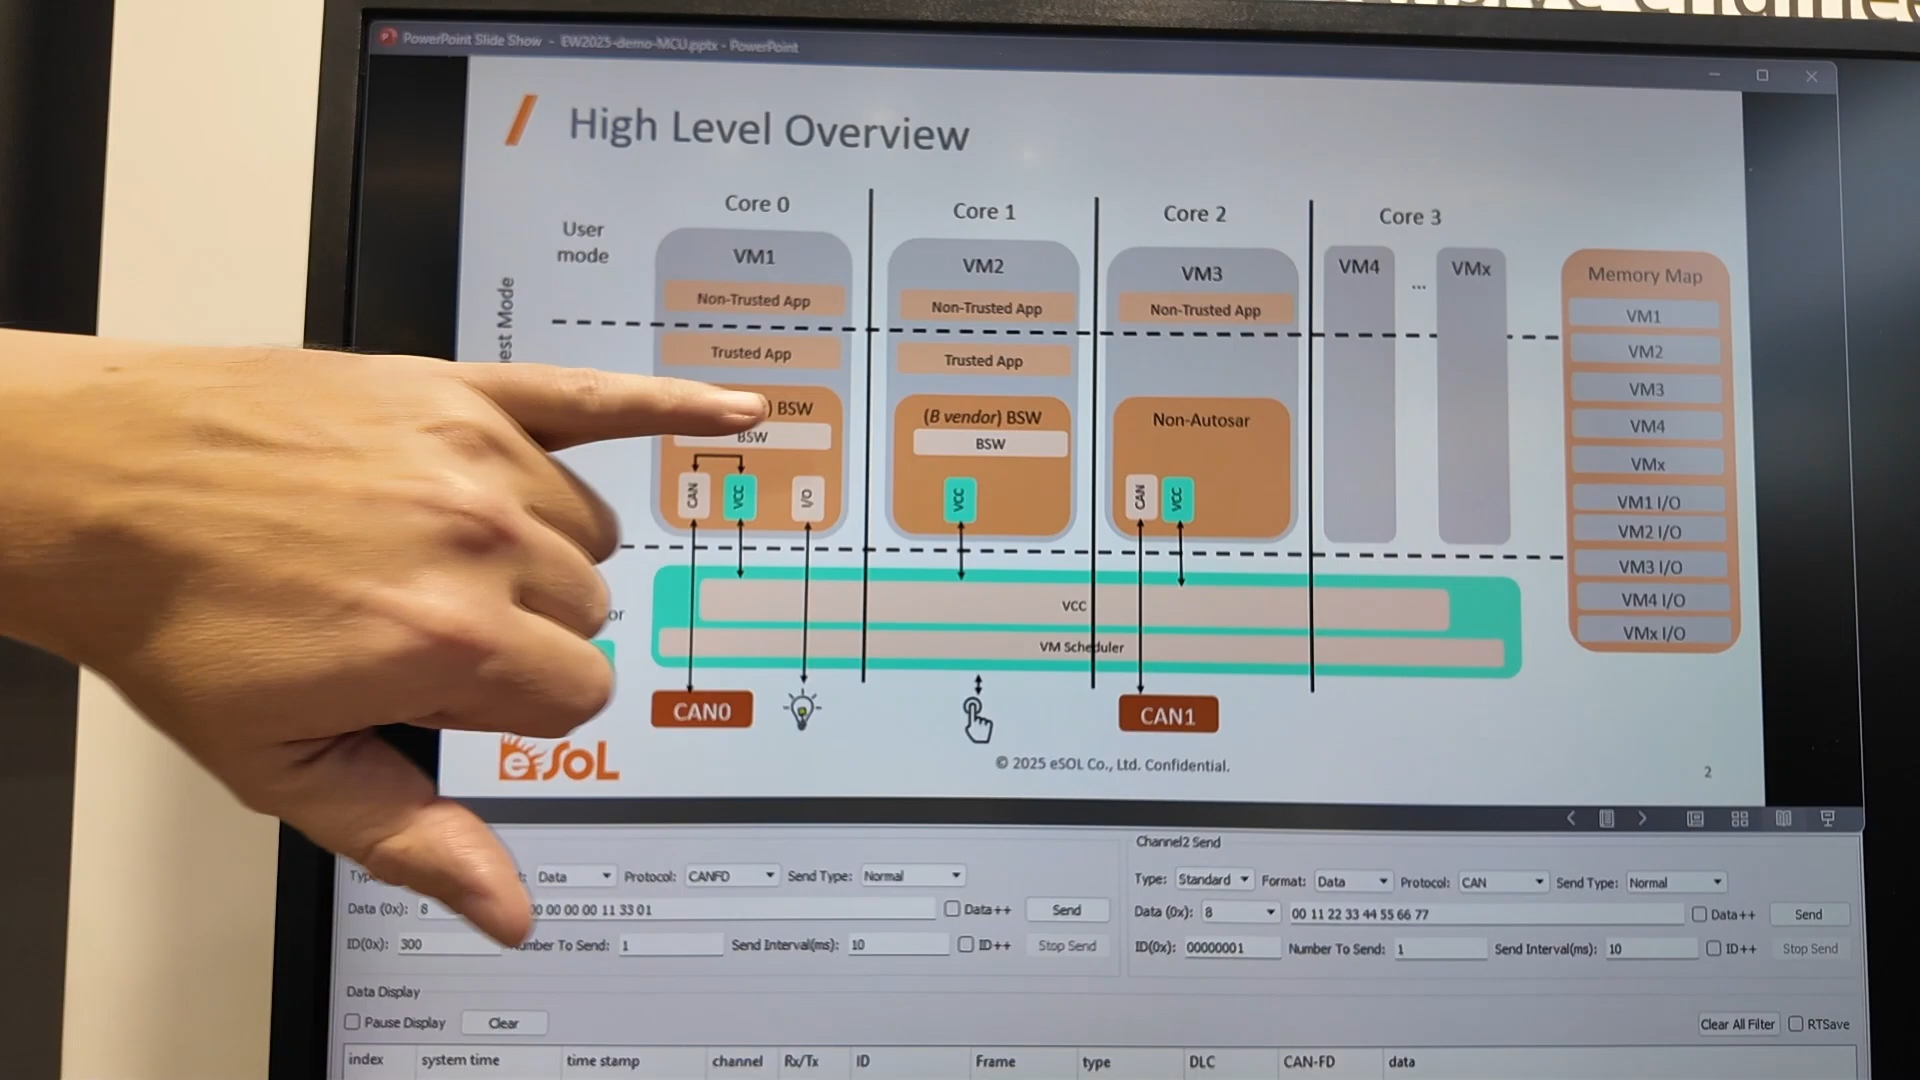 PowerPoint Slide Show - EW2025-demo-MCU.pptx - PowerPoint
High Level Overview
Core 0
Core 1
Core 2
Core 3
User
mode
VM1
VM2
VM3
VM4
...
VMx
Non-Trusted App
Non-Trusted App
Non-Trusted App
Trusted App
Trusted App
) BSW
BSW
(B vendor) BSW
BSW
Non-Autosar
CAN
VCC
I/O
VCC
CAN
VCC
VCC
VM Scheduler
CAN0
CAN1
Memory Map
VM1
VM2
VM3
VM4
VMx
VM1 I/O
VM2 I/O
VM3 I/O
VM4 I/O
VMx I/O
eSOL
© 2025 eSOL Co., Ltd. Confidential.
2
Data Protocol: CANFD Send Type: Normal
Data (0x): 8 00 00 00 00 11 33 01 Data++ Send
ID(0x): 300 Number To Send: 1 Send Interval(ms): 10 ID++ Stop Send
Channel2 Send
Type: Standard Format: Data Protocol: CAN Send Type: Normal
Data (0x): 8 00 11 22 33 44 55 66 77 Data++ Send
ID(0x): 00000001 Number To Send: 1 Send Interval(ms): 10 ID++ Stop Send
Data Display
Pause Display Clear Clear All Filter RTSave
index system time time stamp channel Rx/Tx ID Frame type DLC CAN-FD data